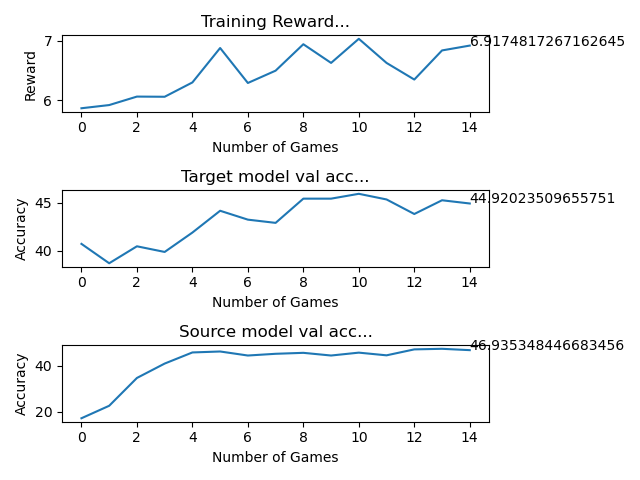 Training Reward...
7
6
Reward
6.9174817267162645
0 2 4 6 8 10 12 14
Number of Games
Target model val acc...
45
40
Accuracy
44.92023509655751
0 2 4 6 8 10 12 14
Number of Games
Source model val acc...
40
20
Accuracy
46.935348446683456
0 2 4 6 8 10 12 14
Number of Games